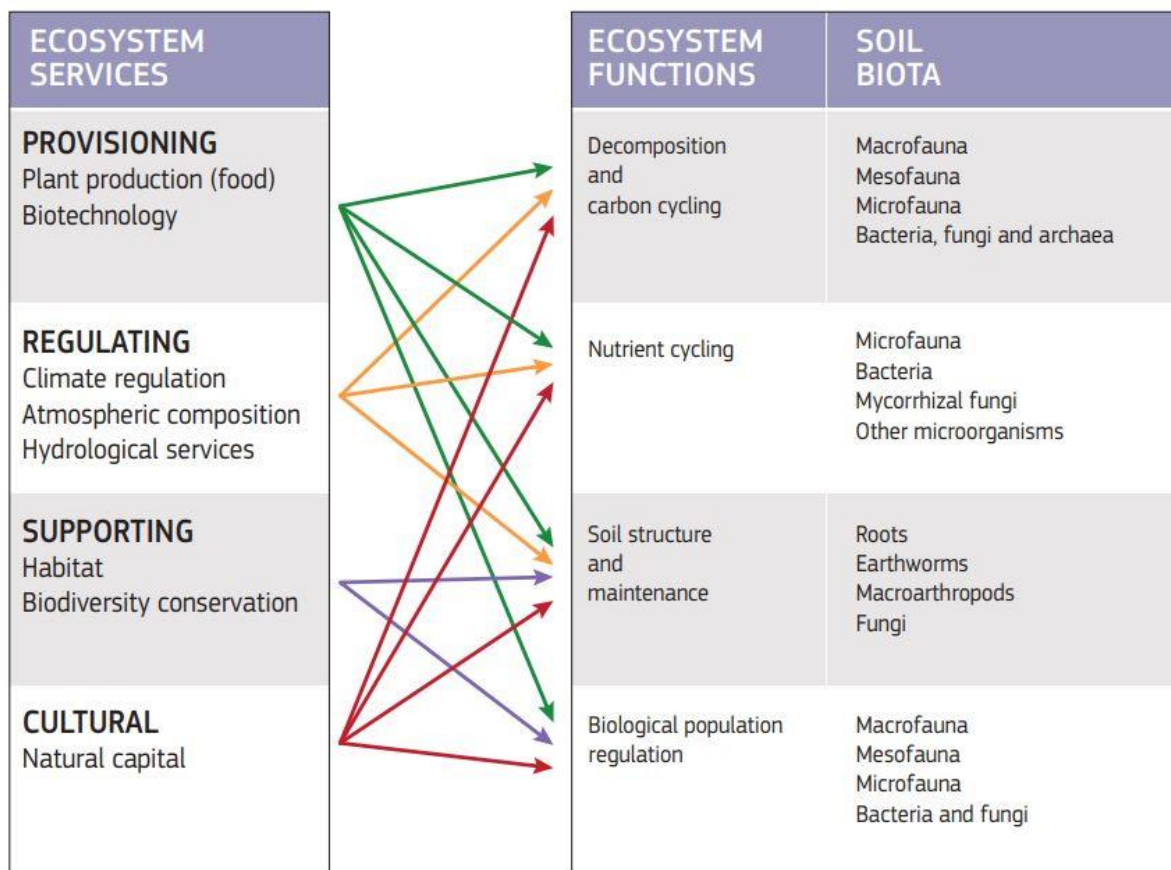 ECOSYSTEM
SERVICES
PROVISIONING
Plant production (food)
Biotechnology
REGULATING
Climate regulation
Atmospheric composition
Hydrological services
SUPPORTING
Habitat
Biodiversity conservation
CULTURAL
Natural capital
ECOSYSTEM
FUNCTIONS
SOIL
BIOTA
Decomposition
and
carbon cycling
Macrofauna
Mesofauna
Microfauna
Bacteria, fungi and archaea
Nutrient cycling
Microfauna
Bacteria
Mycorrhizal fungi
Other microorganisms
Soil structure
and
maintenance
Roots
Earthworms
Macroarthropods
Fungi
Biological population
regulation
Macrofauna
Mesofauna
Microfauna
Bacteria and fungi